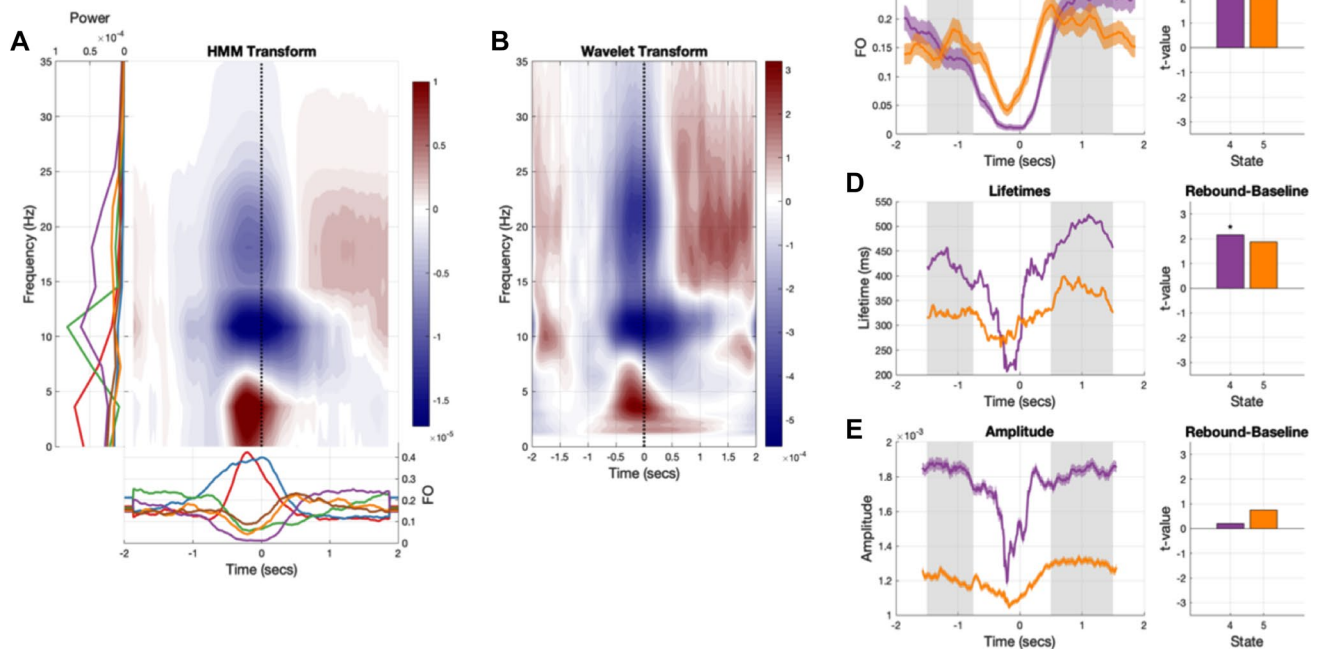 A
Power
×10⁻⁴
1 0.5 0
HMM Transform
35
30
25
20
15
10
5
0
Frequency (Hz)
1
0.5
0
-0.5
-1
-1.5
×10⁻⁵
0.4
0.3
0.2
0.1
0
FO
-2 -1 0 1 2
Time (secs)
B
Wavelet Transform
35
30
25
20
15
10
5
0
Frequency (Hz)
-2 -1.5 -1 -0.5 0 0.5 1 1.5 2
Time (secs)
3
2
1
0
-1
-2
-3
-4
-5
×10⁻⁴
0.2
0.15
0.1
0.05
0
FO
-2 -1 0 1 2
Time (secs)
2
1
0
-1
-2
-3
t-value
4 5
State
D
Lifetimes
550
500
450
400
350
300
250
200
Lifetime (ms)
-2 -1 0 1 2
Time (secs)
Rebound-Baseline
3
2
1
0
-1
-2
-3
t-value
*
4 5
State
E
Amplitude
×10⁻³
2
1.8
1.6
1.4
1.2
1
Amplitude
-2 -1 0 1 2
Time (secs)
Rebound-Baseline
3
2
1
0
-1
-2
-3
t-value
4 5
State